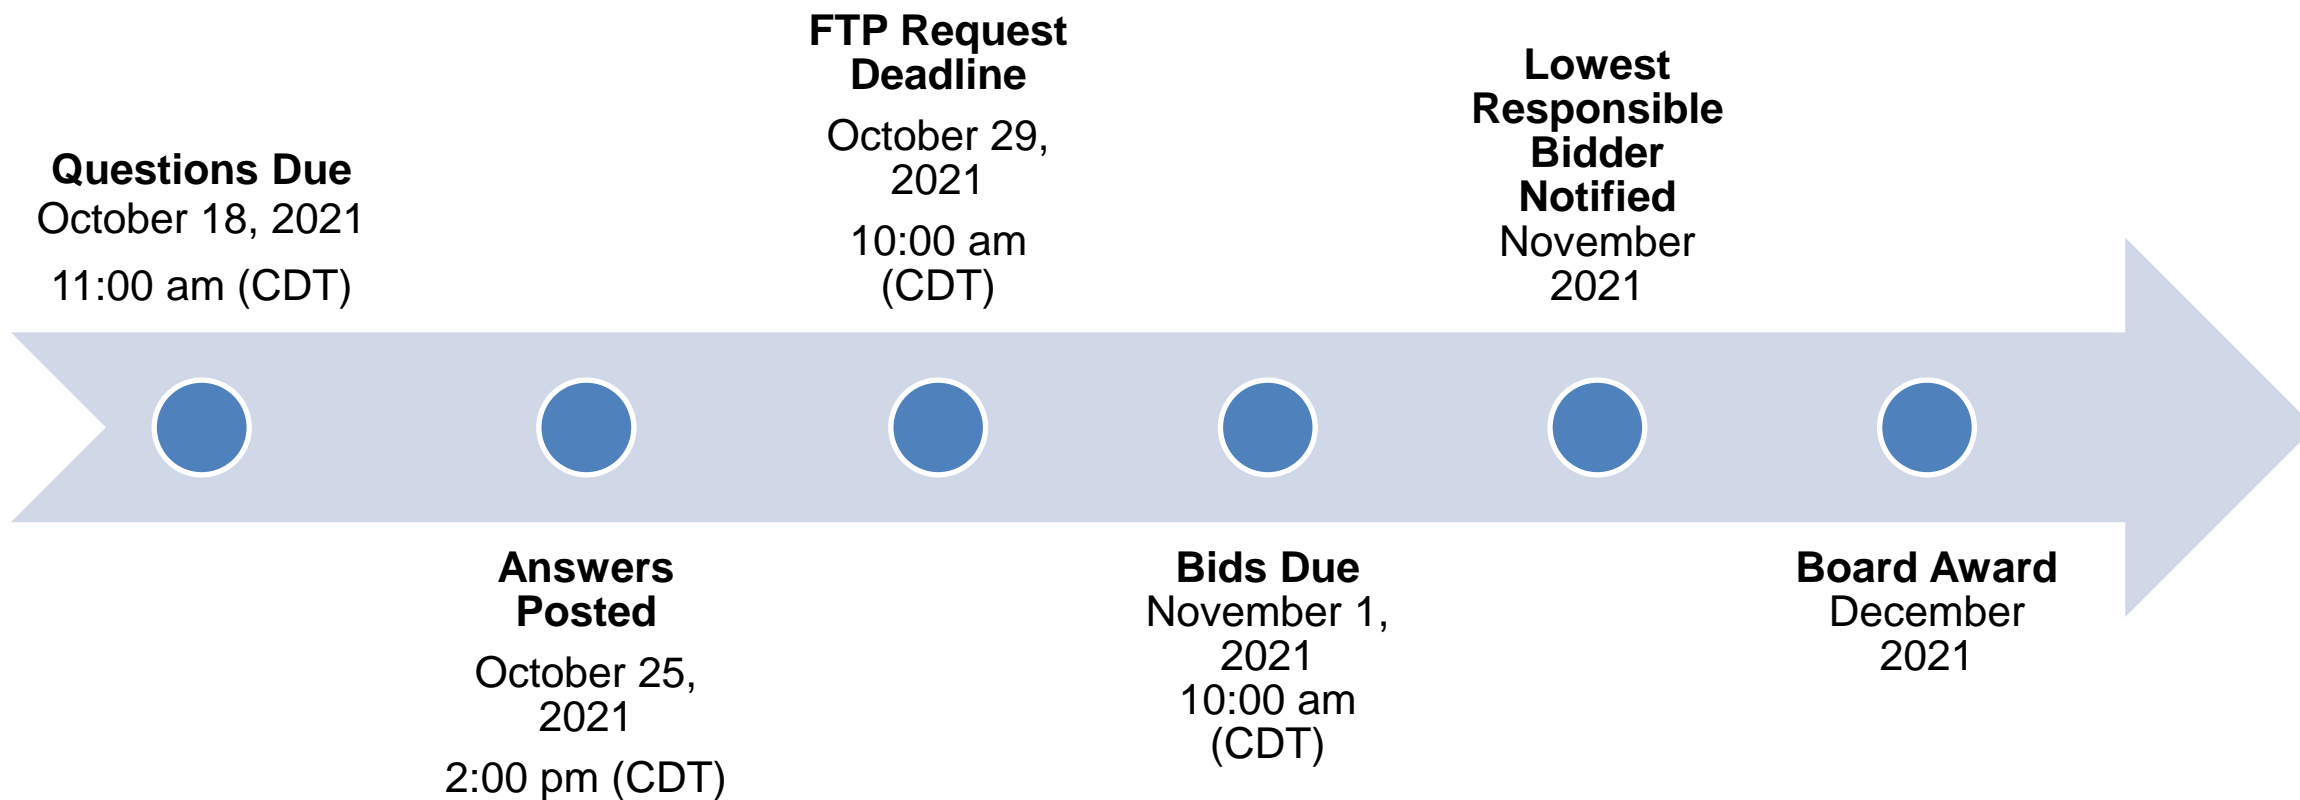 Questions Due
October 18, 2021
11:00 am (CDT)
Answers
Posted
October 25,
2021
2:00 pm (CDT)
FTP Request
Deadline
October 29,
2021
10:00 am
(CDT)
Bids Due
November 1,
2021
10:00 am
(CDT)
Lowest
Responsible
Bidder
Notified
November
2021
Board Award
December
2021